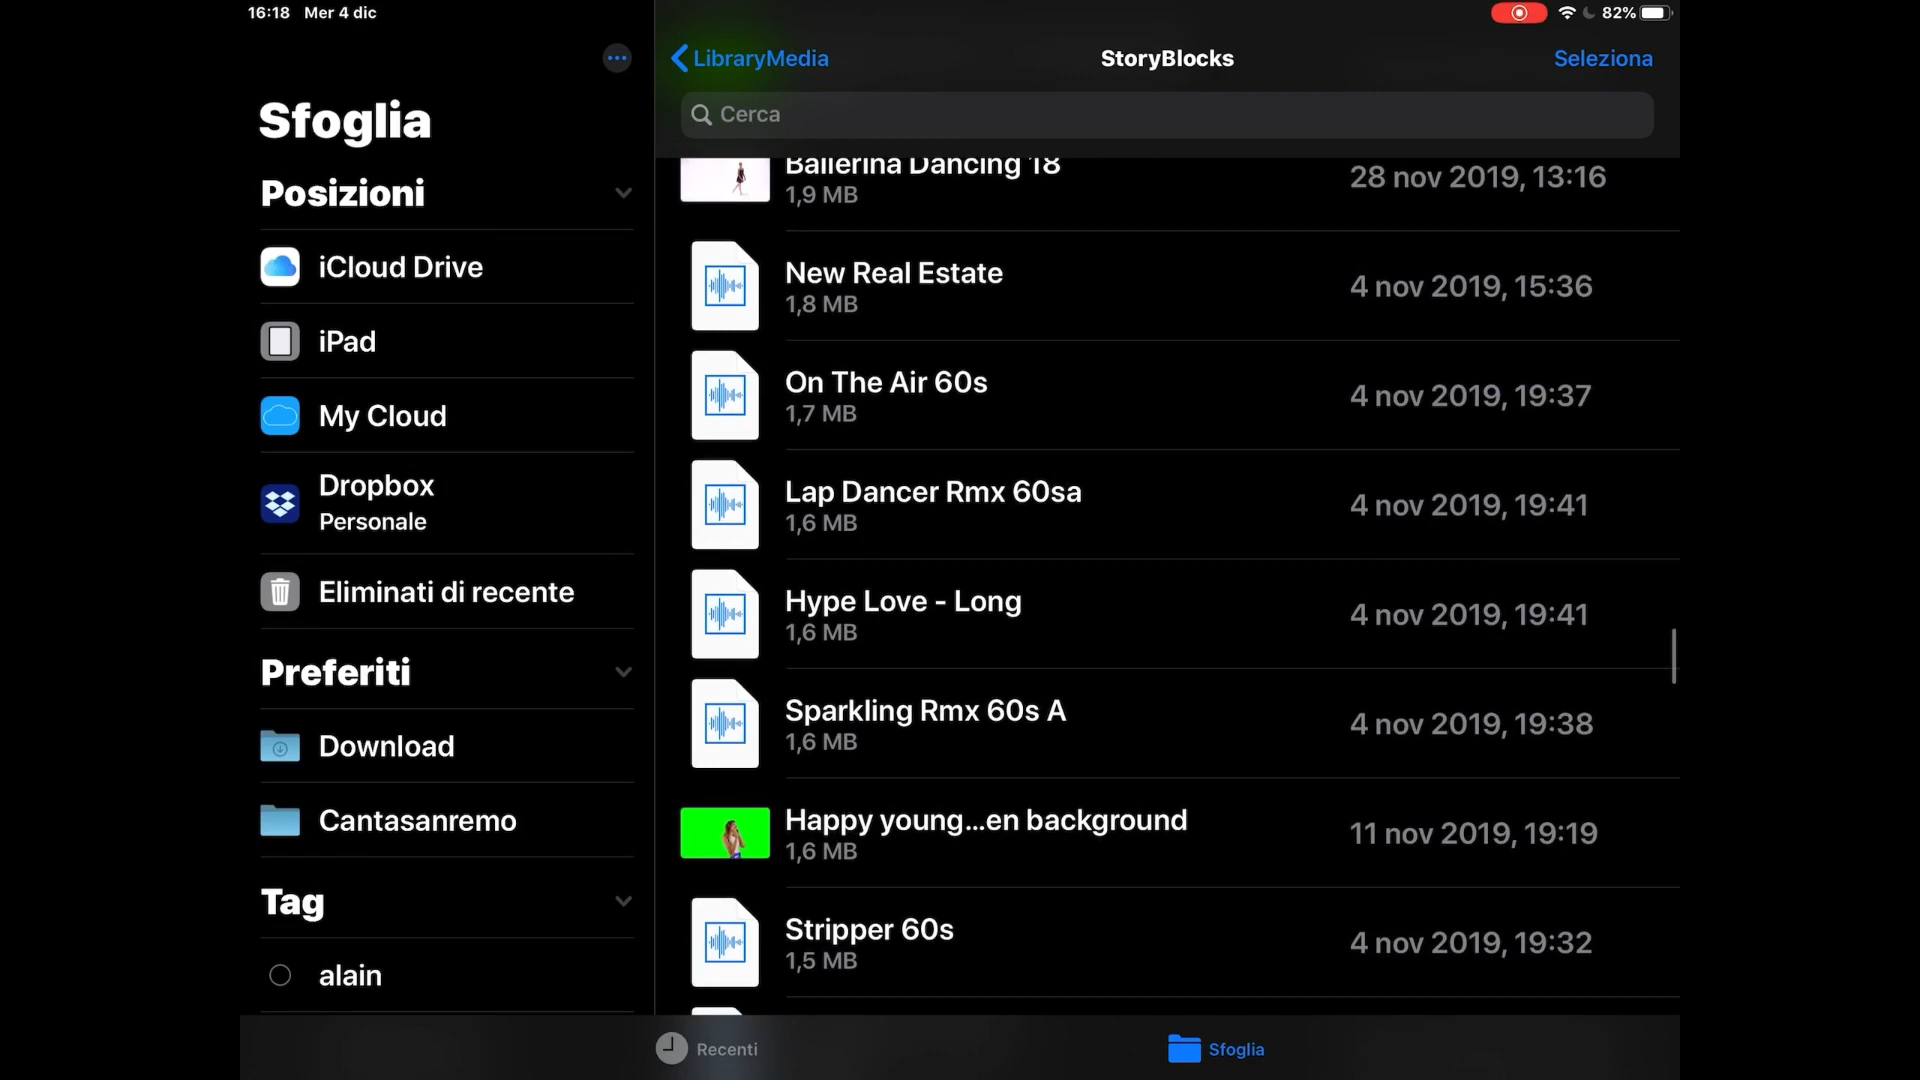 16:18 Mer 4 dic
82%
Sfoglia
Posizioni
iCloud Drive
iPad
My Cloud
Dropbox
Personale
Eliminati di recente
Preferiti
Download
Cantasanremo
Tag
alain
LibraryMedia
StoryBlocks
Seleziona
Cerca
Ballerina Dancing 18
1,9 MB
28 nov 2019, 13:16
New Real Estate
1,8 MB
4 nov 2019, 15:36
On The Air 60s
1,7 MB
4 nov 2019, 19:37
Lap Dancer Rmx 60sa
1,6 MB
4 nov 2019, 19:41
Hype Love - Long
1,6 MB
4 nov 2019, 19:41
Sparkling Rmx 60s A
1,6 MB
4 nov 2019, 19:38
Happy young...en background
1,6 MB
11 nov 2019, 19:19
Stripper 60s
1,5 MB
4 nov 2019, 19:32
Recenti
Sfoglia